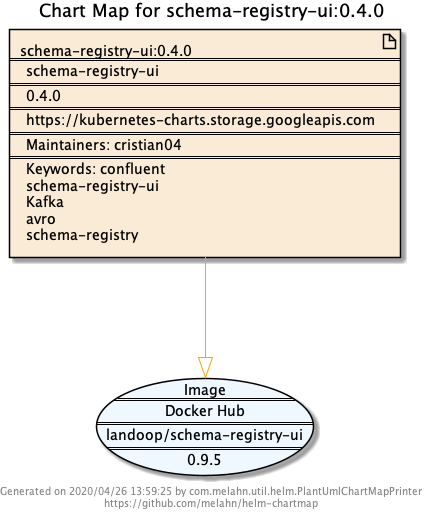 Chart Map for schema-registry-ui:0.4.0
schema-registry-ui:0.4.0
schema-registry-ui
0.4.0
https://kubernetes-charts.storage.googleapis.com
Maintainers: cristian04
Keywords: confluent
schema-registry-ui
Kafka
avro
schema-registry
Image
Docker Hub
landoop/schema-registry-ui
0.9.5
Generated on 2020/04/26 13:59:25 by com.melahn.util.helm.PlantUmlChartMapPrinter
https://github.com/melahn/helm-chartmap